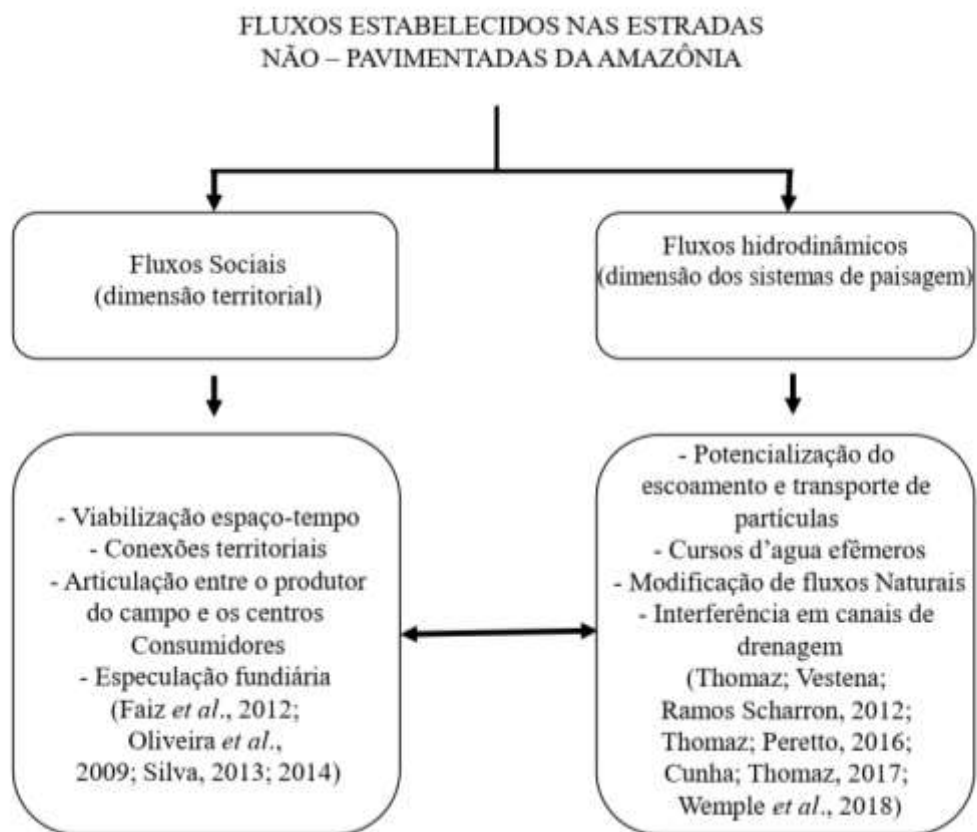 FLUXOS ESTABELECIDOS NAS ESTRADAS
NÃO – PAVIMENTADAS DA AMAZÔNIA
Fluxos Sociais
(dimensão territorial)
Fluxos hidrodinâmicos
(dimensão dos sistemas de paisagem)
- Viabilização espaço-tempo
- Conexões territoriais
- Articulação entre o produtor
do campo e os centros
Consumidores
- Especulação fundiária
(Faiz et al., 2012;
Oliveira et al.,
2009; Silva, 2013; 2014)
- Potencialização do
escoamento e transporte de
partículas
- Cursos d’agua efêmeros
- Modificação de fluxos Naturais
- Interferência em canais de
drenagem
(Thomaz; Vestena;
Ramos Scharron, 2012;
Thomaz; Peretto, 2016;
Cunha; Thomaz, 2017;
Wemple et al., 2018)